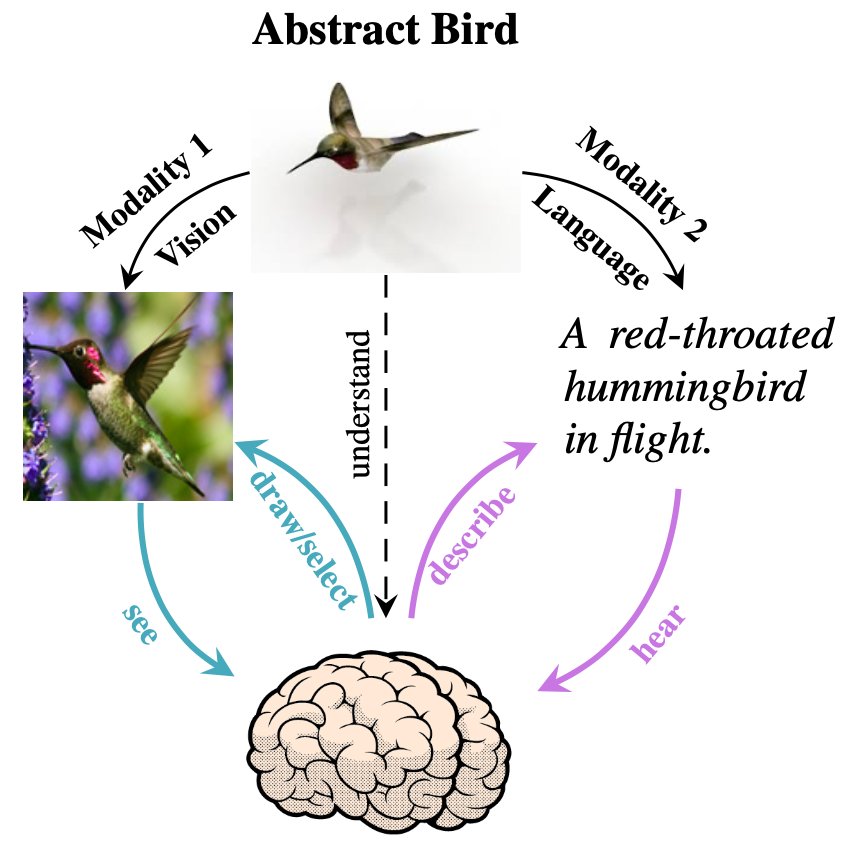 Abstract Bird
Modality 1
Vision
Modality 2
Language
understand
A red-throated
hummingbird
in flight.
draw/select
describe
see
hear